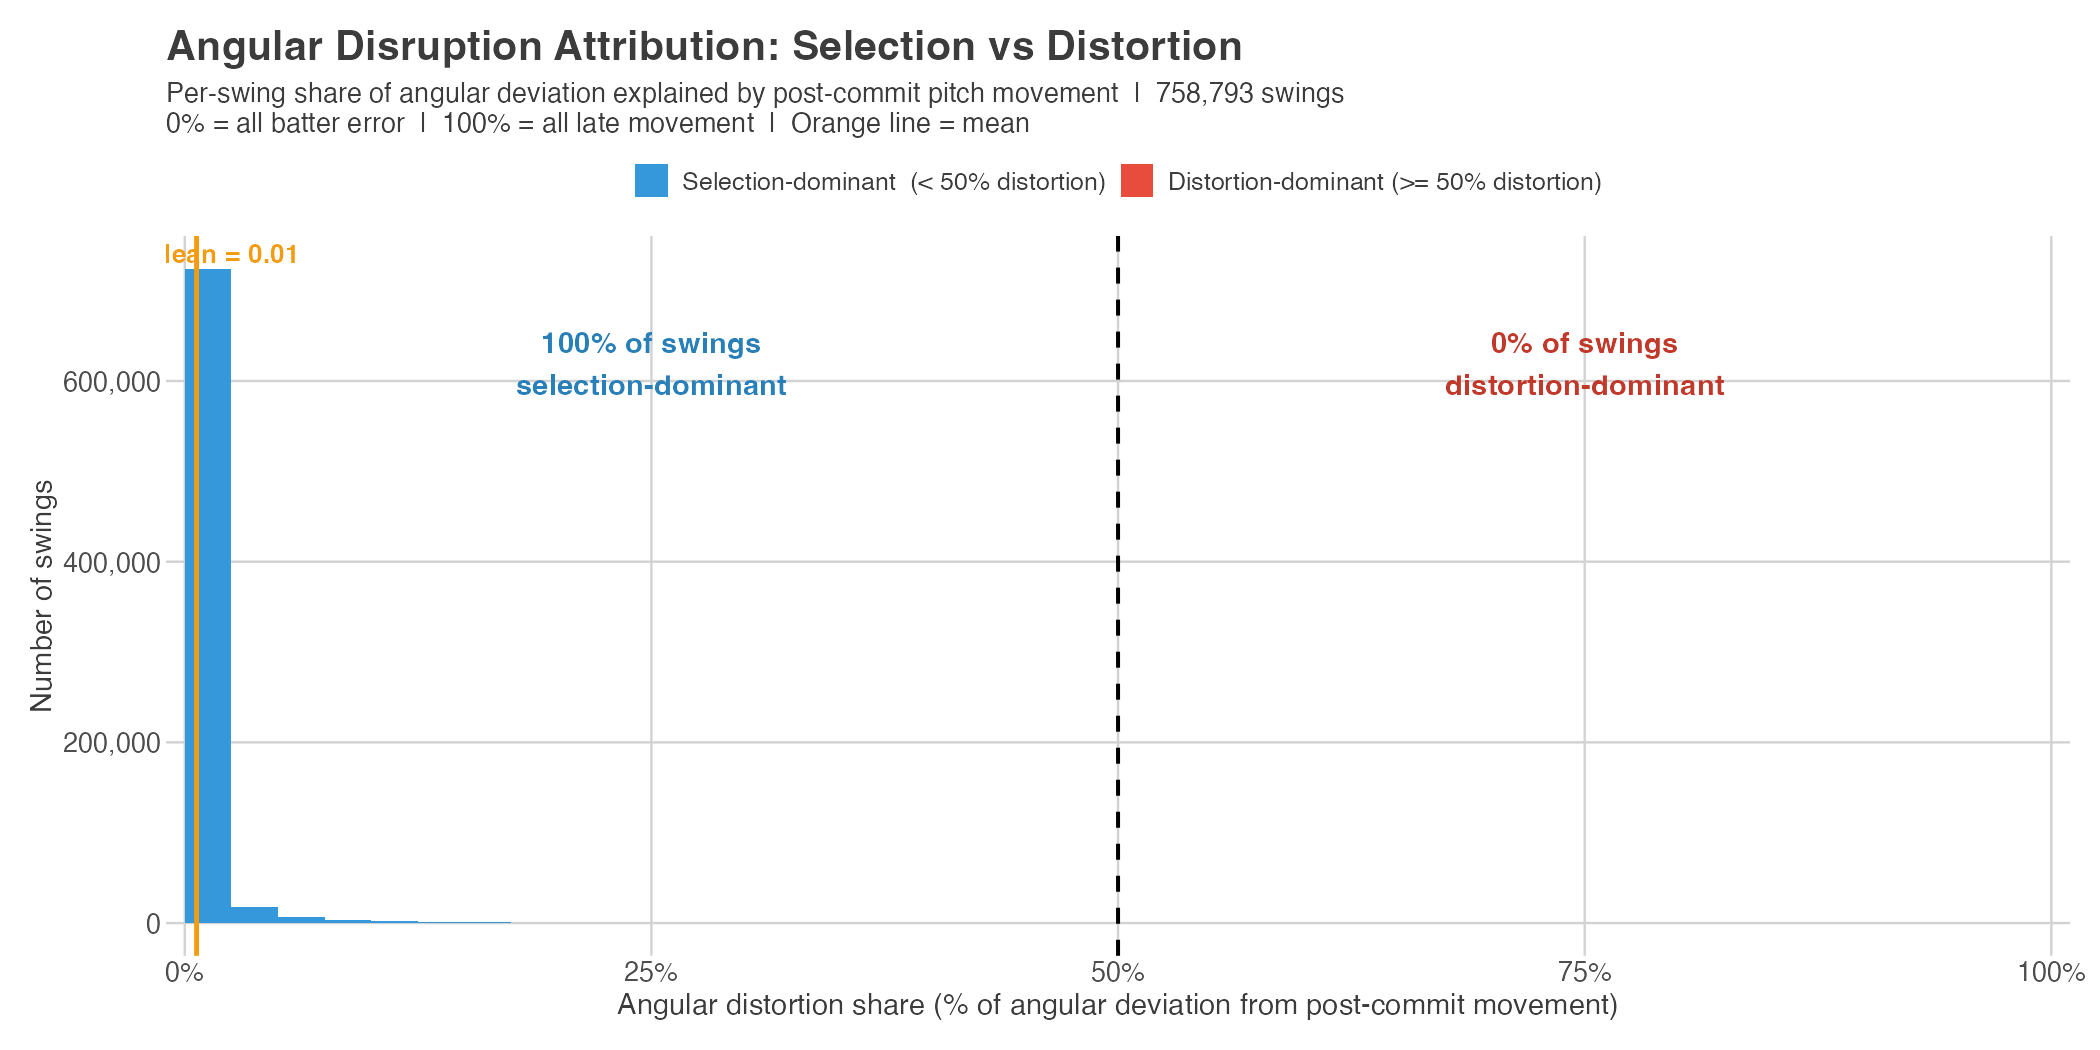 Angular Disruption Attribution: Selection vs Distortion
Per-swing share of angular deviation explained by post-commit pitch movement | 758,793 swings
0% = all batter error | 100% = all late movement | Orange line = mean
Selection-dominant (< 50% distortion)
Distortion-dominant (>= 50% distortion)
lean = 0.01
100% of swings
selection-dominant
0% of swings
distortion-dominant
Number of swings
600,000
400,000
200,000
0
0%
25%
50%
75%
100%
Angular distortion share (% of angular deviation from post-commit movement)